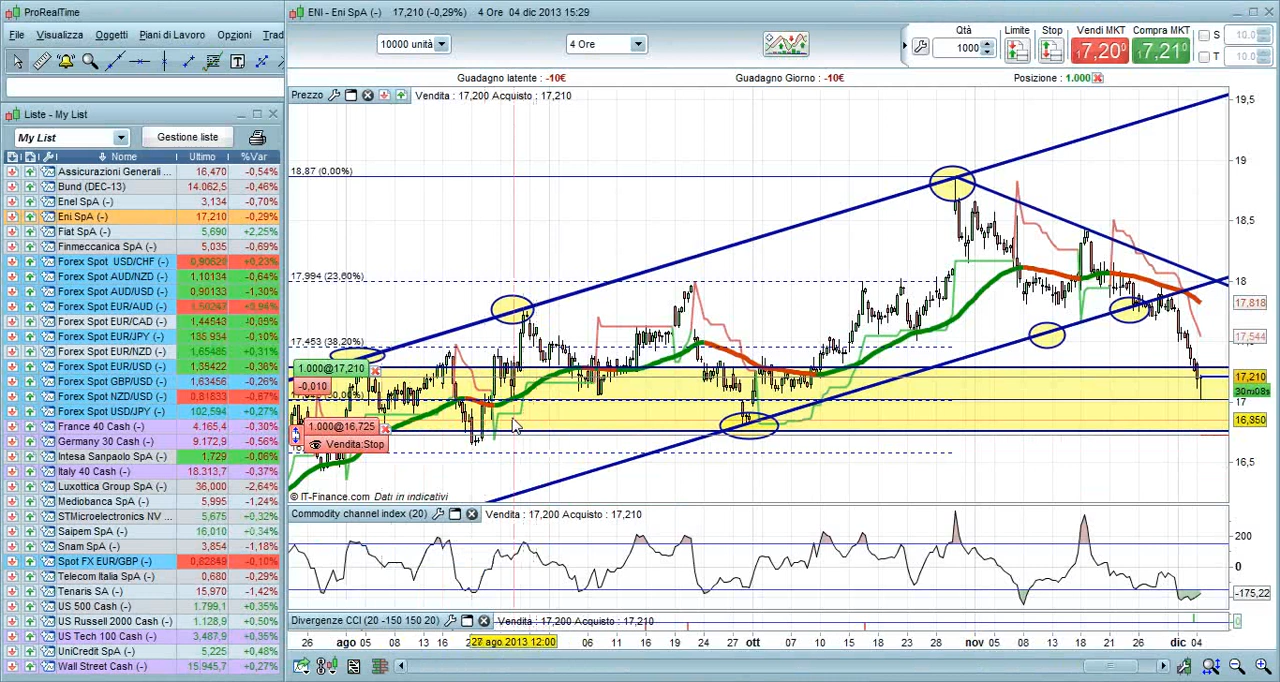 ProRealTime
File Visualizza Oggetti Piani di Lavoro Opzioni Trad
Liste - My List
My List Gestione liste
Nome Ultimo %Var
Assicurazioni Generali ... 16,470 -0,54%
Bund (DEC-13) 14.062,5 -0,46%
Enel SpA (-) 3,134 -0,70%
Eni SpA (-) 17,210 -0,29%
Fiat SpA (-) 5,690 +2,25%
Finmeccanica SpA (-) 5,035 -0,69%
Forex Spot USD/CHF (-) +0,23%
Forex Spot AUD/NZD (-) 1,10134 -0,64%
Forex Spot AUD/USD (-) 0,90133 -1,30%
Forex Spot EUR/AUD (-)
Forex Spot EUR/CAD (-) 1,44543
Forex Spot EUR/JPY (-) -0,10%
Forex Spot EUR/NZD (-) 1,65485 +0,31%
Forex Spot EUR/USD (-) 1,35422 -0,36%
Forex Spot GBP/USD (-) 1,63456 -0,26%
Forex Spot NZD/USD (-) 0,81833 -0,87%
Forex Spot USD/JPY (-) 102,594 +0,27%
France 40 Cash (-) 4.165,4 -0,30%
Germany 30 Cash (-) 9.172,9 -0,56%
Intesa Sanpaolo SpA (-) 1,729 -0,06%
Italy 40 Cash (-) 18.313,7 -0,37%
Luxottica Group SpA (-) 36,000 -2,64%
Mediobanca SpA (-) 5,995 -1,24%
STMicroelectronics NV ... 5,675 +0,32%
Saipem SpA (-) 16,010 +0,34%
Snam SpA (-) 3,854 -1,18%
Spot FX EUR/GBP (-) 0,82849 -0,10%
Telecom Italia SpA (-) 0,680 -0,29%
Tenaris SA (-) 15,970 -1,42%
US 500 Cash (-) 1.799,1 +0,35%
US Russell 2000 Cash (-) 1.128,9 +0,50%
US Tech 100 Cash (-) 3.487,9 +0,35%
UniCredit SpA (-) 5,225 +0,48%
Wall Street Cash (-) 15.945,7 +0,27%
ENI - Eni SpA (-) 17,210 (-0,29%) 4 Ore 04 dic 2013 15:29
Qtà Limite Stop Vendi MKT Compra MKT S 10.0
10000 unità 4 Ore 1000 17,20⁰ 17,21⁰ T 10.0
Guadagno latente : -10€ Guadagno Giorno : -10€ Posizione : 1.000
Prezzo Vendita : 17,200 Acquisto : 17,210
19,5
19
18,87 (0,00%)
18,5
17,994 (23,60%)
18
17,818
17,453 (38,20%)
17,544
1.000@17,210
17,210
-0,010
30m08s
17
1.000@16,725
16,850
Vendita:Stop
16,5
© IT-Finance.com Dati in indicativi
Commodity channel index (20) Vendita : 17,200 Acquisto : 17,210
200
0
-175,22
Divergenze CCI (20 -150 150 20) Vendita : 17,200 Acquisto : 17,210
0
26 ago 05 08 13 16 22 27 ago.2013 12:00 06 11 14 19 24 27 ott 07 10 15 18 23 28 nov 05 08 13 18 21 26 dic 04